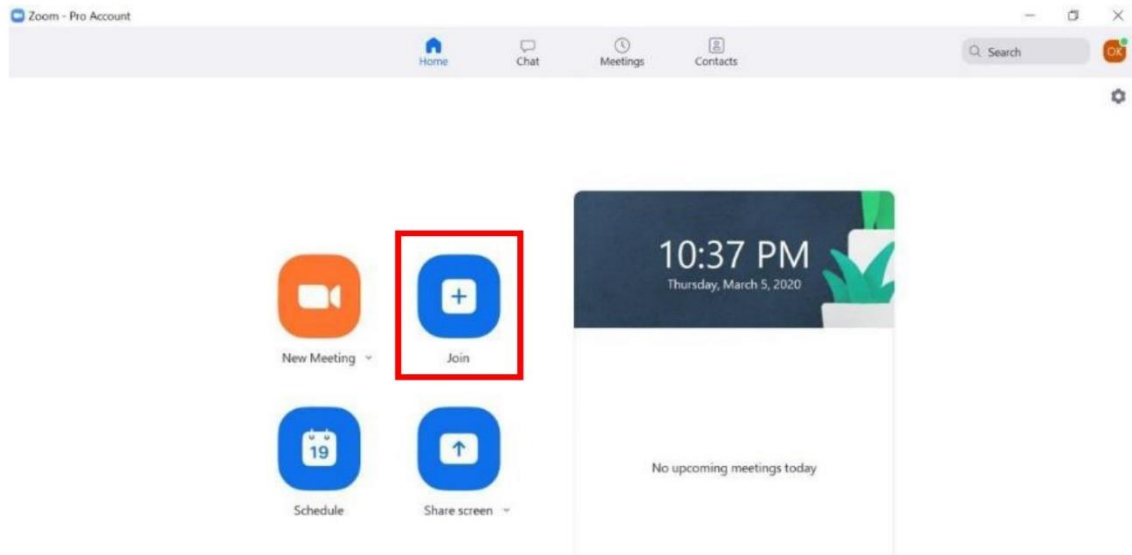 Zoom - Pro Account
Home
Chat
Meetings
Contacts
Search
OK
10:37 PM
Thursday, March 5, 2020
New Meeting
Join
19
Schedule
Share screen
No upcoming meetings today